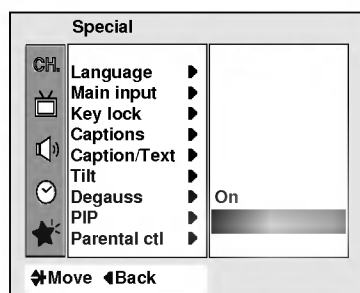 Special
CH.
Language
Main input
Key lock
Captions
Caption/Text
Tilt
Degauss
On
PIP
Parental ctl
Move Back